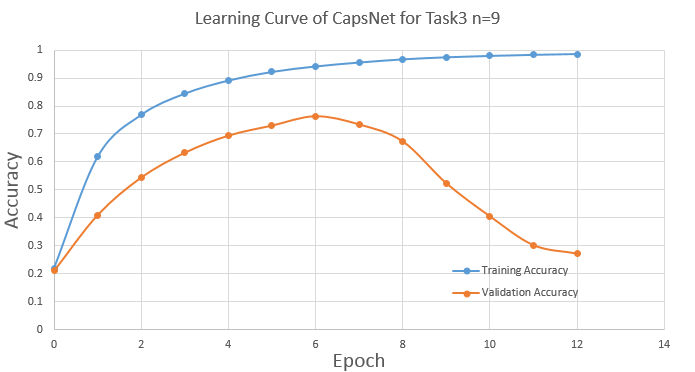 Learning Curve of CapsNet for Task3 n=9
1
0.9
0.8
0.7
0.6
0.5
0.4
0.3
0.2
0.1
0
Accuracy
Training Accuracy
Validation Accuracy
0 2 4 6 8 10 12 14
Epoch